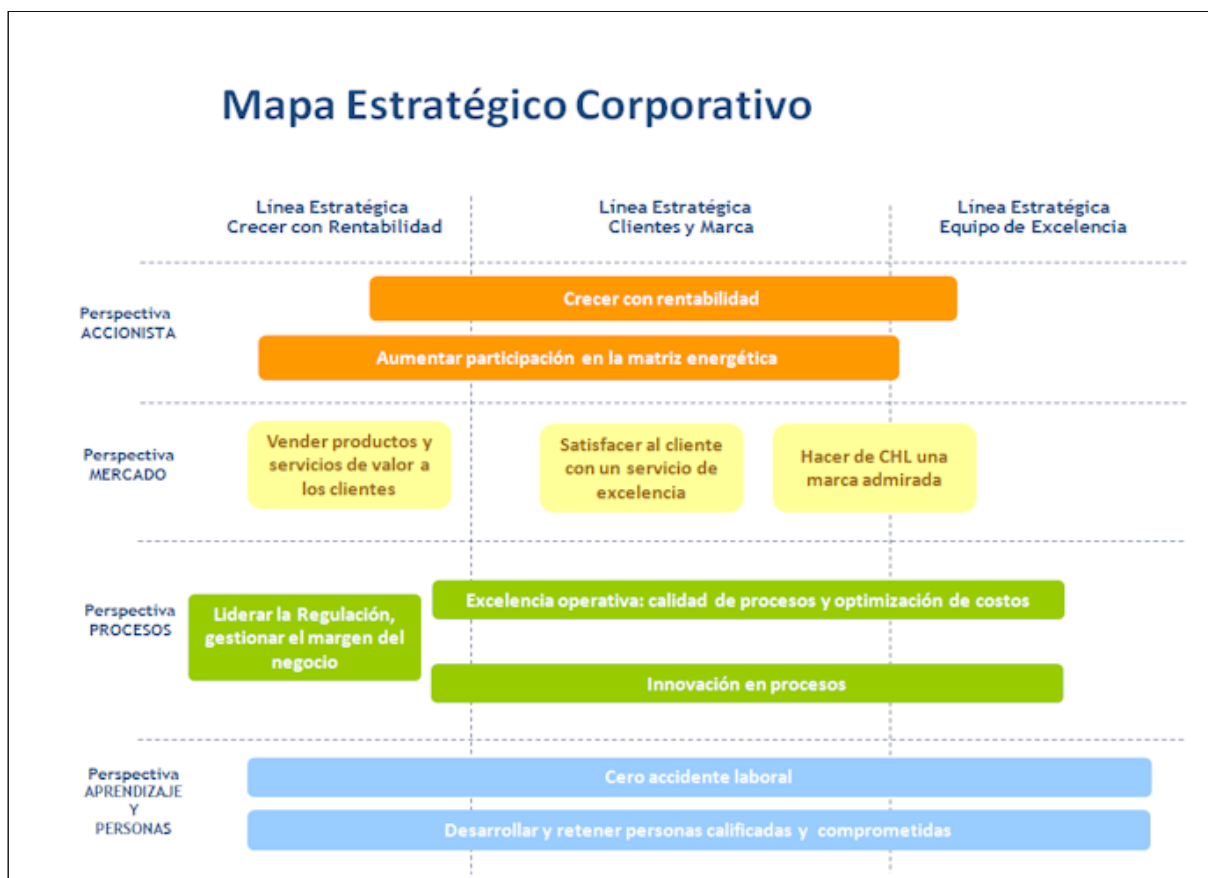 Mapa Estratégico Corporativo
Línea Estratégica
Crecer con Rentabilidad
Línea Estratégica
Clientes y Marca
Línea Estratégica
Equipo de Excelencia
Perspectiva
ACCIONISTA
Crecer con rentabilidad
Aumentar participación en la matriz energética
Perspectiva
MERCADO
Vender productos y
servicios de valor a
los clientes
Satisfacer al cliente
con un servicio de
excelencia
Hacer de CHL una
marca admirada
Perspectiva
PROCESOS
Liderar la Regulación,
gestionar el margen del
negocio
Excelencia operativa: calidad de procesos y optimización de costos
Innovación en procesos
Perspectiva
APRENDIZAJE
Y
PERSONAS
Cero accidente laboral
Desarrollar y retener personas calificadas y comprometidas